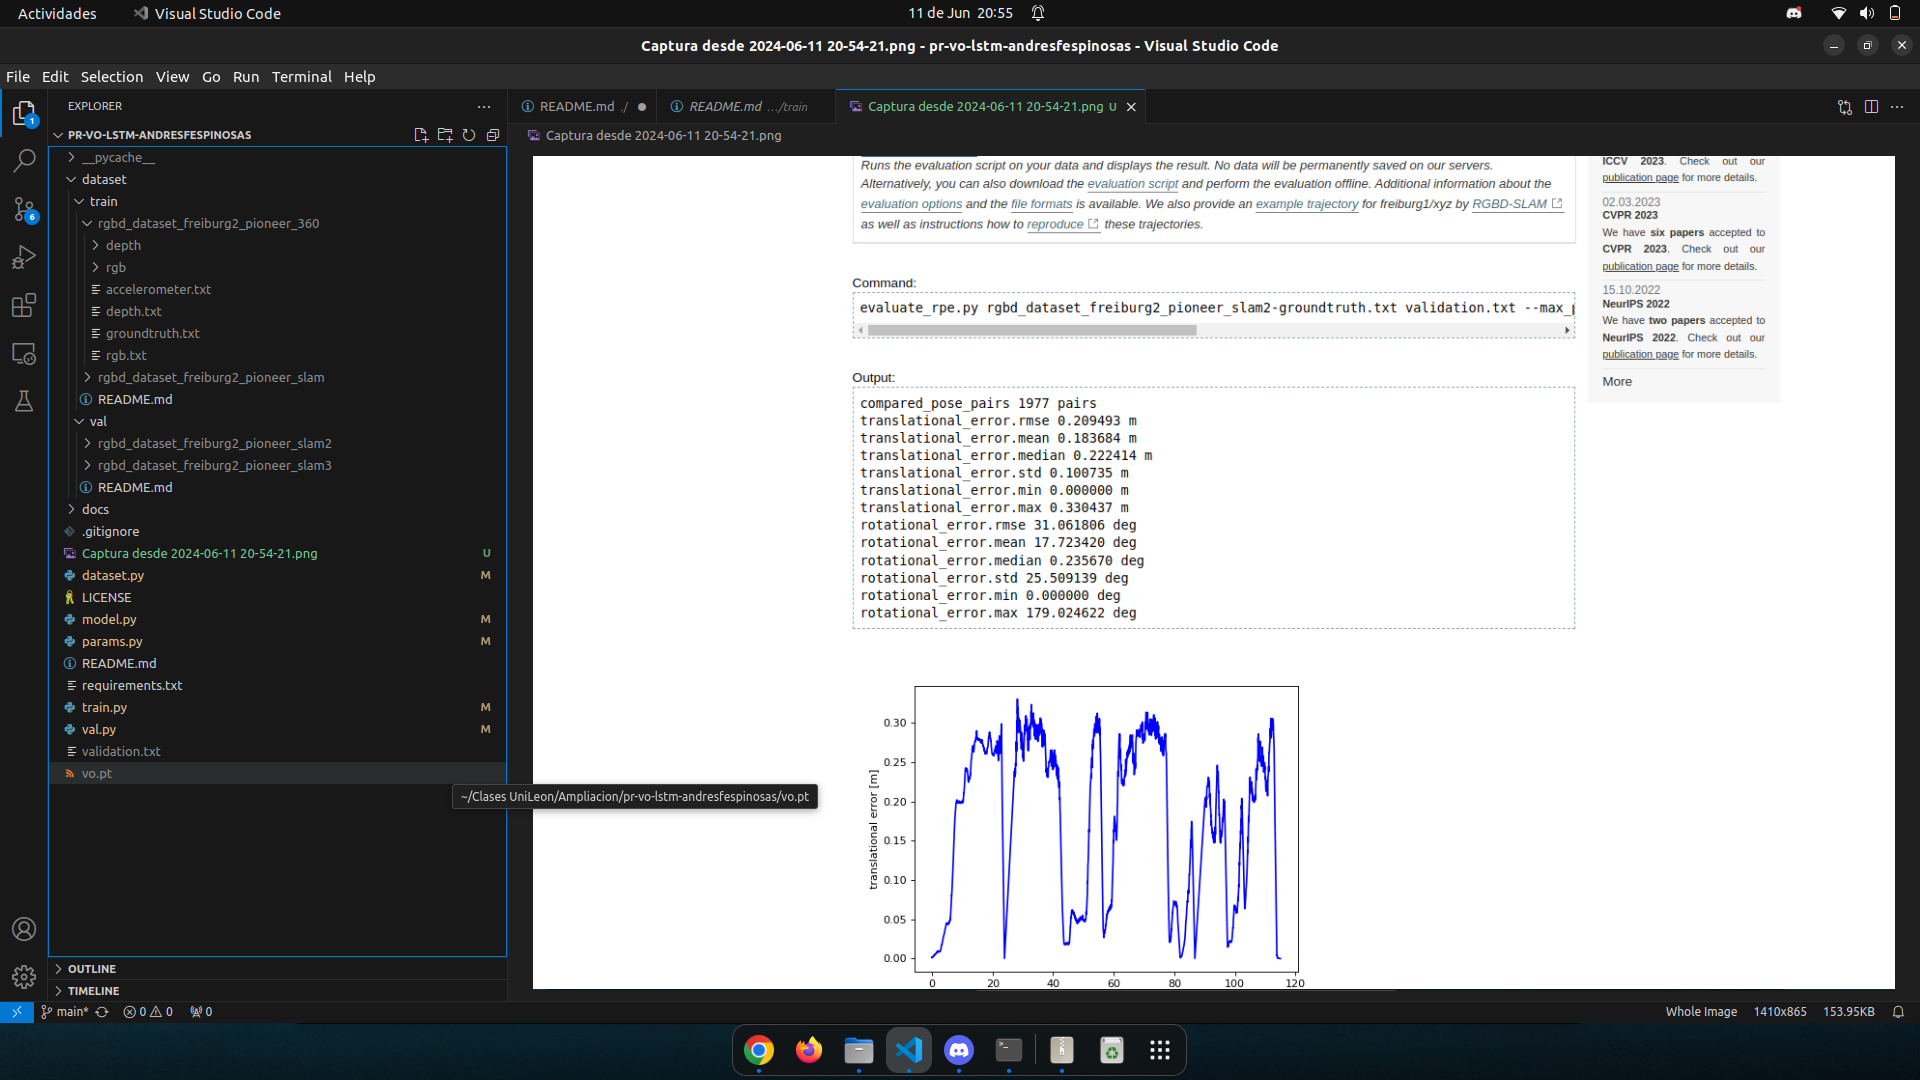 Actividades
Visual Studio Code
11 de Jun 20:55
Captura desde 2024-06-11 20-54-21.png - pr-vo-lstm-andresfespinosas - Visual Studio Code
File Edit Selection View Go Run Terminal Help
EXPLORER
PR-VO-LSTM-ANDRESFESPINOSAS
__pycache__
dataset
train
rgbd_dataset_freiburg2_pioneer_360
depth
rgb
accelerometer.txt
depth.txt
groundtruth.txt
rgb.txt
rgbd_dataset_freiburg2_pioneer_slam
README.md
val
rgbd_dataset_freiburg2_pioneer_slam2
rgbd_dataset_freiburg2_pioneer_slam3
README.md
docs
.gitignore
Captura desde 2024-06-11 20-54-21.png U
dataset.py M
LICENSE
model.py M
params.py M
README.md
requirements.txt
train.py M
val.py M
validation.txt
vo.pt
~/Clases UniLeon/Ampliacion/pr-vo-lstm-andresfespinosas/vo.pt
OUTLINE
TIMELINE
1
6
README.md ./
README.md .../train
Captura desde 2024-06-11 20-54-21.png U
Captura desde 2024-06-11 20-54-21.png
Runs the evaluation script on your data and displays the result. No data will be permanently saved on our servers.
Alternatively, you can also download the evaluation script and perform the evaluation offline. Additional information about the
evaluation options and the file formats is available. We also provide an example trajectory for freiburg1/xyz by RGBD-SLAM
as well as instructions how to reproduce these trajectories.
Command:
evaluate_rpe.py rgbd_dataset_freiburg2_pioneer_slam2-groundtruth.txt validation.txt --max_p
Output:
compared_pose_pairs 1977 pairs
translational_error.rmse 0.209493 m
translational_error.mean 0.183684 m
translational_error.median 0.222414 m
translational_error.std 0.100735 m
translational_error.min 0.000000 m
translational_error.max 0.330437 m
rotational_error.rmse 31.061806 deg
rotational_error.mean 17.723420 deg
rotational_error.median 0.235670 deg
rotational_error.std 25.509139 deg
rotational_error.min 0.000000 deg
rotational_error.max 179.024622 deg
translational error [m]
0.30
0.25
0.20
0.15
0.10
0.05
0.00
0 20 40 60 80 100 120
ICCV 2023. Check out our
publication page for more details.
02.03.2023
CVPR 2023
We have six papers accepted to
CVPR 2023. Check out our
publication page for more details.
15.10.2022
NeurIPS 2022
We have two papers accepted to
NeurIPS 2022. Check out our
publication page for more details.
More
main* 0 0 0
Whole Image 1410x865 153.95KB